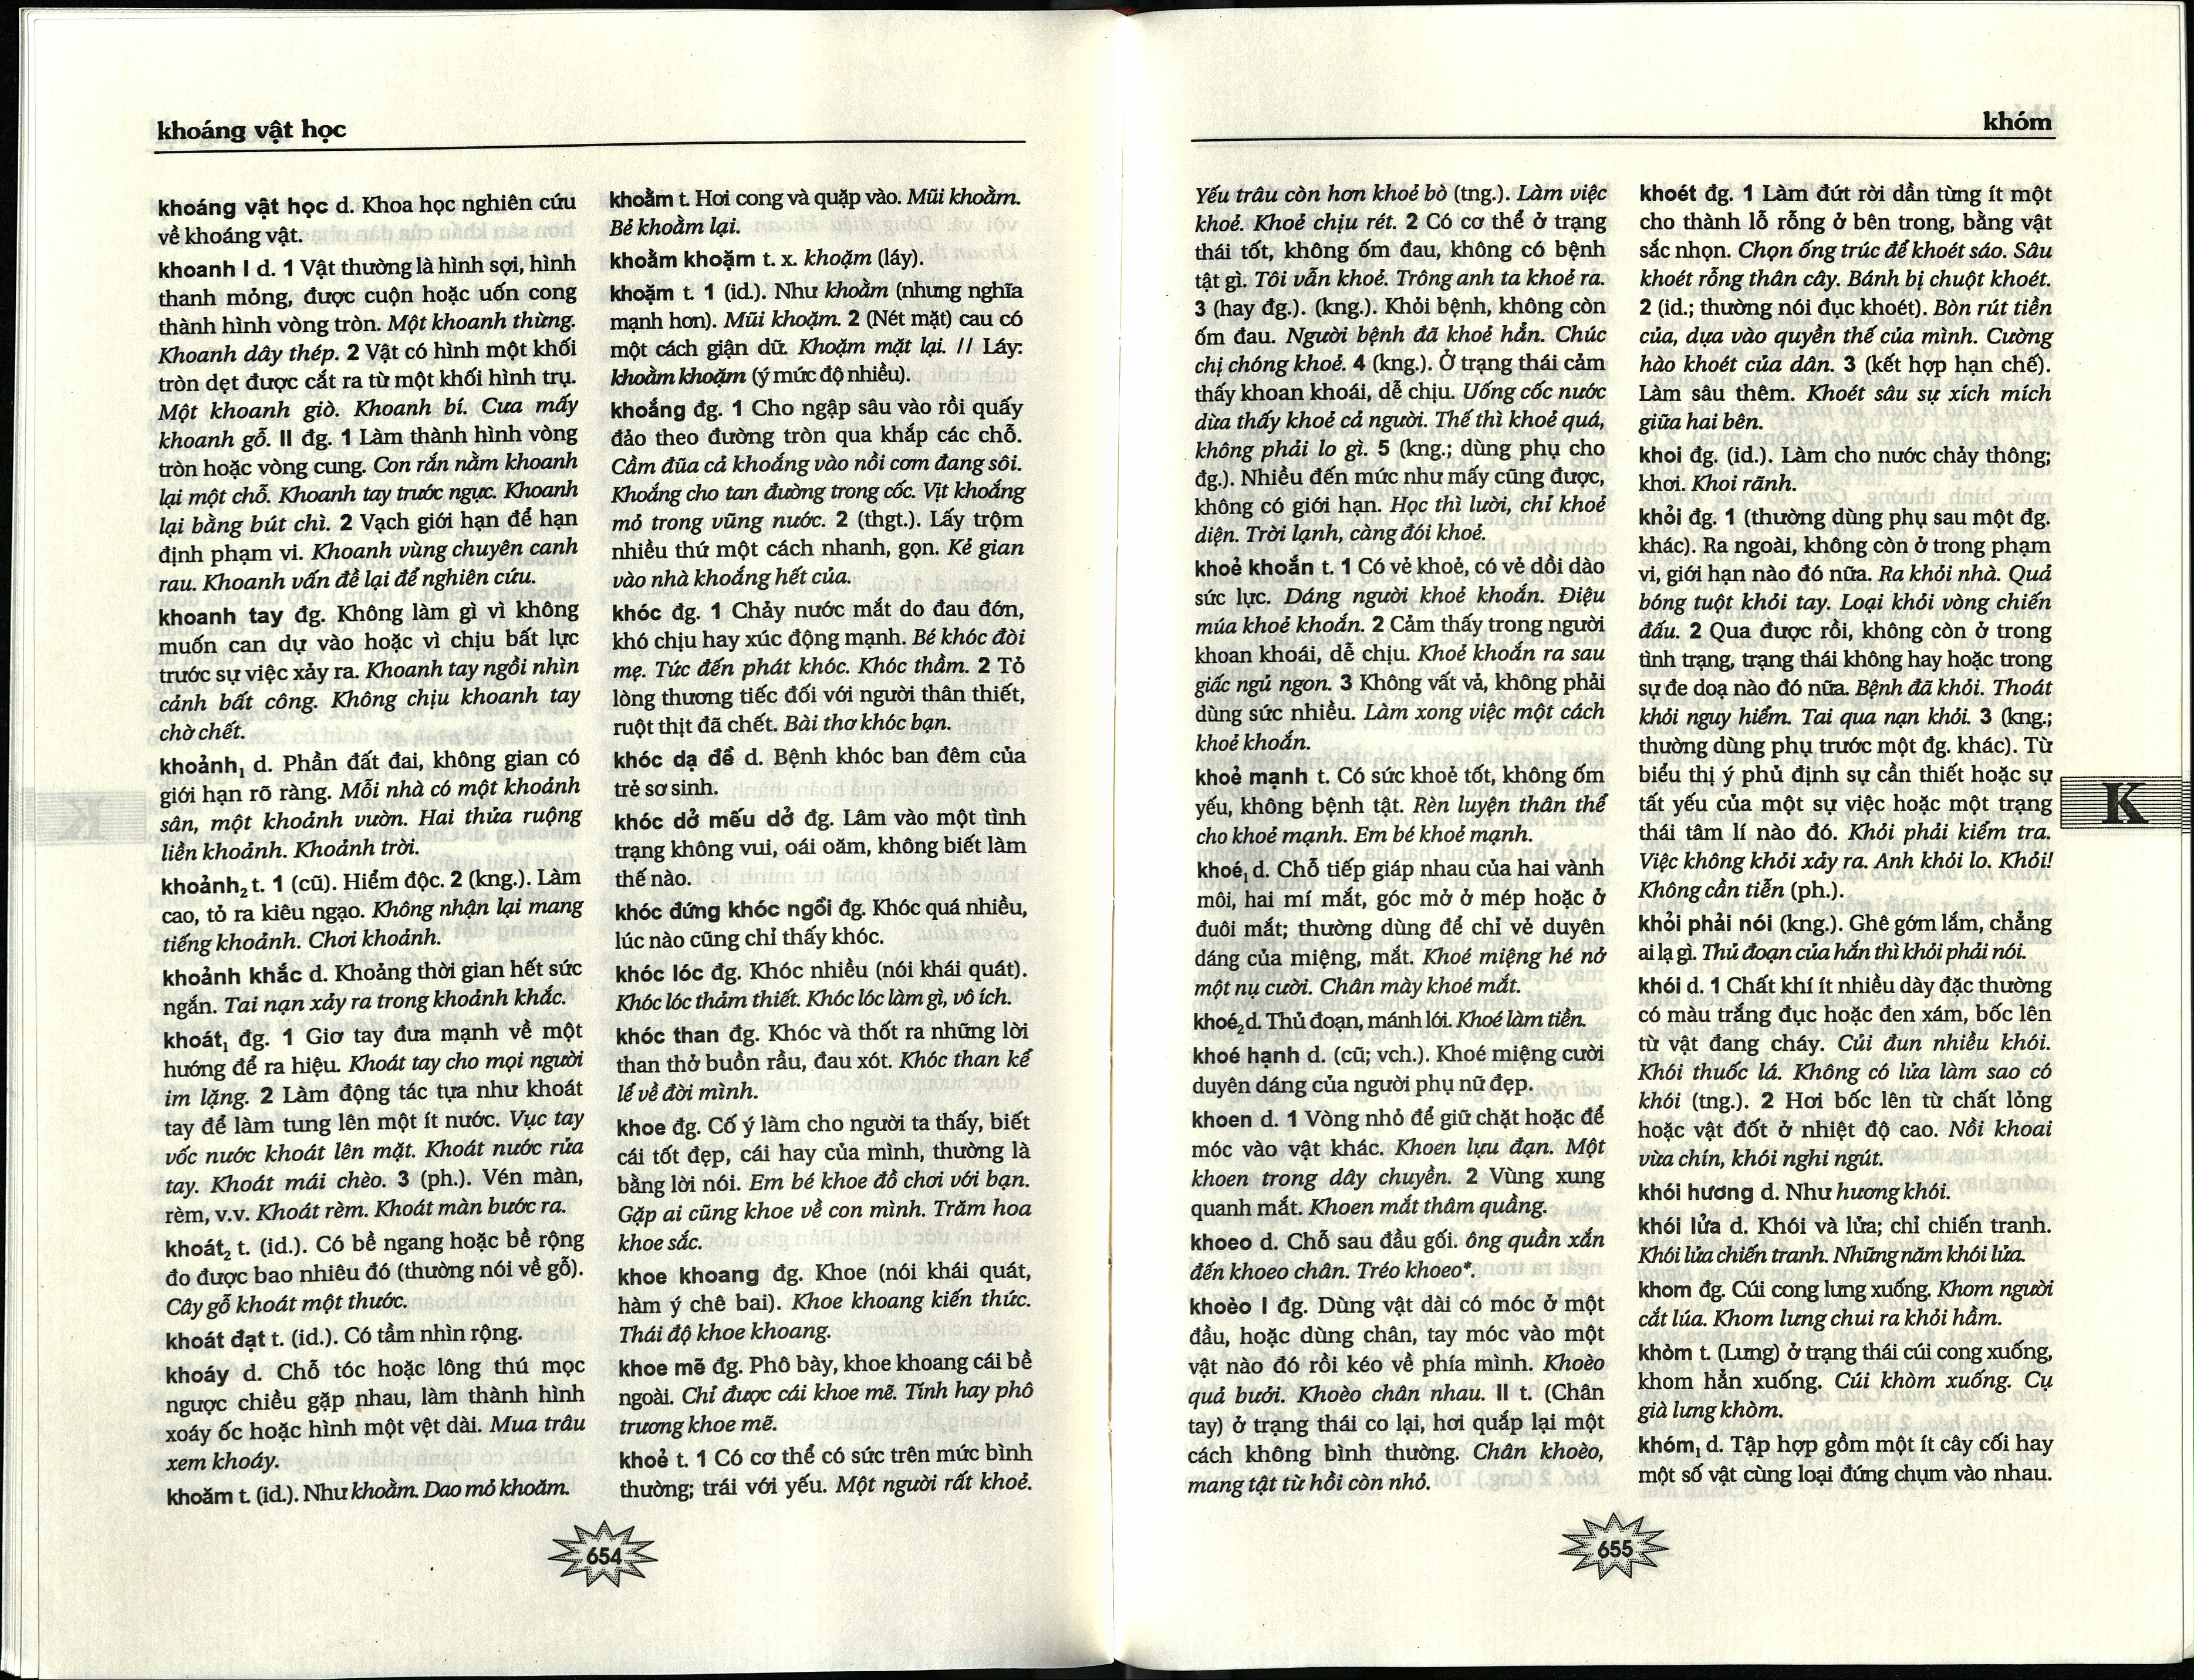 khoáng vật học
khoáng vật học d. Khoa học nghiên cứu
về khoáng vật.
khoanh I d. 1 Vật thường là hình sợi, hình
thanh mỏng, được cuộn hoặc uốn cong
thành hình vòng tròn. Một khoanh thừng.
Khoanh dây thép. 2 Vật có hình một khối
tròn dẹt được cắt ra từ một khối hình trụ.
Một khoanh giò. Khoanh bí. Cưa mấy
khoanh gỗ. II đg. 1 Làm thành hình vòng
tròn hoặc vòng cung. Con rắn nằm khoanh
lại một chỗ. Khoanh tay trước ngực. Khoanh
lại bằng bút chì. 2 Vạch giới hạn để hạn
định phạm vi. Khoanh vùng chuyên canh
rau. Khoanh vấn đề lại để nghiên cứu.
khoanh tay đg. Không làm gì vì không
muốn can dự vào hoặc vì chịu bất lực
trước sự việc xảy ra. Khoanh tay ngồi nhìn
cảnh bất công. Không chịu khoanh tay
chờ chết.
khoảnh₁ d. Phần đất đai, không gian có
giới hạn rõ ràng. Mỗi nhà có một khoảnh
sân, một khoảnh vườn. Hai thửa ruộng
liền khoảnh. Khoảnh trời.
khoảnh₂ t. 1 (cũ). Hiểm độc. 2 (kng.). Làm
cao, tỏ ra kiêu ngạo. Không nhận lại mang
tiếng khoảnh. Chơi khoảnh.
khoảnh khắc d. Khoảng thời gian hết sức
ngắn. Tai nạn xảy ra trong khoảnh khắc.
khoát₁ đg. 1 Giơ tay đưa mạnh về một
hướng để ra hiệu. Khoát tay cho mọi người
im lặng. 2 Làm động tác tựa như khoát
tay để làm tung lên một ít nước. Vục tay
vốc nước khoát lên mặt. Khoát nước rửa
tay. Khoát mái chèo. 3 (ph.). Vén màn,
rèm, v.v. Khoát rèm. Khoát màn bước ra.
khoát₂ t. (id.). Có bề ngang hoặc bề rộng
đo được bao nhiêu đó (thường nói về gỗ).
Cây gỗ khoát một thước.
khoát đạt t. (id.). Có tầm nhìn rộng.
khoáy d. Chỗ tóc hoặc lông thú mọc
ngược chiều gặp nhau, làm thành hình
xoáy ốc hoặc hình một vệt dài. Mua trâu
xem khoáy.
khoăm t. (id.). Như khoằm. Dao mỏ khoăm.
khoằm t. Hơi cong và quặp vào. Mũi khoằm.
Bẻ khoằm lại.
khoằm khoặm t. x. khoặm (láy).
khoặm t. 1 (id.). Như khoằm (nhưng nghĩa
mạnh hơn). Mũi khoặm. 2 (Nét mặt) cau có
một cách giận dữ. Khoặm mặt lại. // Láy:
khoằm khoặm (ý mức độ nhiều).
khoắng đg. 1 Cho ngập sâu vào rồi quấy
đảo theo đường tròn qua khắp các chỗ.
Cầm đũa cả khoắng vào nồi cơm đang sôi.
Khoắng cho tan đường trong cốc. Vịt khoắng
mỏ trong vũng nước. 2 (thgt.). Lấy trộm
nhiều thứ một cách nhanh, gọn. Kẻ gian
vào nhà khoắng hết của.
khóc đg. 1 Chảy nước mắt do đau đớn,
khó chịu hay xúc động mạnh. Bé khóc đòi
mẹ. Tức đến phát khóc. Khóc thầm. 2 Tỏ
lòng thương tiếc đối với người thân thiết,
ruột thịt đã chết. Bài thơ khóc bạn.
khóc dạ đề d. Bệnh khóc ban đêm của
trẻ sơ sinh.
khóc dở mếu dở đg. Lâm vào một tình
trạng không vui, oái oăm, không biết làm
thế nào.
khóc đứng khóc ngồi đg. Khóc quá nhiều,
lúc nào cũng chỉ thấy khóc.
khóc lóc đg. Khóc nhiều (nói khái quát).
Khóc lóc thảm thiết. Khóc lóc làm gì, vô ích.
khóc than đg. Khóc và thốt ra những lời
than thở buồn rầu, đau xót. Khóc than kể
lể về đời mình.
khoe đg. Cố ý làm cho người ta thấy, biết
cái tốt đẹp, cái hay của mình, thường là
bằng lời nói. Em bé khoe đồ chơi với bạn.
Gặp ai cũng khoe về con mình. Trăm hoa
khoe sắc.
khoe khoang đg. Khoe (nói khái quát,
hàm ý chê bai). Khoe khoang kiến thức.
Thái độ khoe khoang.
khoe mẽ đg. Phô bày, khoe khoang cái bề
ngoài. Chỉ được cái khoe mẽ. Tính hay phô
trương khoe mẽ.
khoẻ t. 1 Có cơ thể có sức trên mức bình
thường; trái với yếu. Một người rất khoẻ.
654
khóm
Yếu trâu còn hơn khoẻ bò (tng.). Làm việc
khoẻ. Khoẻ chịu rét. 2 Có cơ thể ở trạng
thái tốt, không ốm đau, không có bệnh
tật gì. Tôi vẫn khoẻ. Trông anh ta khoẻ ra.
3 (hay đg.). (kng.). Khỏi bệnh, không còn
ốm đau. Người bệnh đã khoẻ hẳn. Chúc
chị chóng khoẻ. 4 (kng.). Ở trạng thái cảm
thấy khoan khoái, dễ chịu. Uống cốc nước
dừa thấy khoẻ cả người. Thế thì khoẻ quá,
không phải lo gì. 5 (kng.; dùng phụ cho
đg.). Nhiều đến mức như mấy cũng được,
không có giới hạn. Học thì lười, chỉ khoẻ
diện. Trời lạnh, càng đói khoẻ.
khoẻ khoắn t. 1 Có vẻ khoẻ, có vẻ dồi dào
sức lực. Dáng người khoẻ khoắn. Điệu
múa khoẻ khoắn. 2 Cảm thấy trong người
khoan khoái, dễ chịu. Khoẻ khoắn ra sau
giấc ngủ ngon. 3 Không vất vả, không phải
dùng sức nhiều. Làm xong việc một cách
khoẻ khoắn.
khoẻ mạnh t. Có sức khoẻ tốt, không ốm
yếu, không bệnh tật. Rèn luyện thân thể
cho khoẻ mạnh. Em bé khoẻ mạnh.
khoé₁ d. Chỗ tiếp giáp nhau của hai vành
môi, hai mí mắt, góc mở ở mép hoặc ở
đuôi mắt; thường dùng để chỉ vẻ duyên
dáng của miệng, mắt. Khoé miệng hé nở
một nụ cười. Chân mày khoé mắt.
khoé₂ d. Thủ đoạn, mánh lói. Khoé làm tiền.
khoé hạnh d. (cũ; vch.). Khoé miệng cười
duyên dáng của người phụ nữ đẹp.
khoen d. 1 Vòng nhỏ để giữ chặt hoặc để
móc vào vật khác. Khoen lựu đạn. Một
khoen trong dây chuyền. 2 Vùng xung
quanh mắt. Khoen mắt thâm quầng.
khoeo d. Chỗ sau đầu gối. ông quần xắn
đến khoeo chân. Tréo khoeo*.
khoèo I đg. Dùng vật dài có móc ở một
đầu, hoặc dùng chân, tay móc vào một
vật nào đó rồi kéo về phía mình. Khoèo
quả bưởi. Khoèo chân nhau. II t. (Chân
tay) ở trạng thái co lại, hơi quắp lại một
cách không bình thường. Chân khoèo,
mang tật từ hồi còn nhỏ.
khoét đg. 1 Làm đứt rời dần từng ít một
cho thành lỗ rỗng ở bên trong, bằng vật
sắc nhọn. Chọn ống trúc để khoét sáo. Sâu
khoét rỗng thân cây. Bánh bị chuột khoét.
2 (id.; thường nói đục khoét). Bòn rút tiền
của, dựa vào quyền thế của mình. Cường
hào khoét của dân. 3 (kết hợp hạn chế).
Làm sâu thêm. Khoét sâu sự xích mích
giữa hai bên.
khoi đg. (id.). Làm cho nước chảy thông;
khơi. Khoi rãnh.
khỏi đg. 1 (thường dùng phụ sau một đg.
khác). Ra ngoài, không còn ở trong phạm
vi, giới hạn nào đó nữa. Ra khỏi nhà. Quả
bóng tuột khỏi tay. Loại khỏi vòng chiến
đấu. 2 Qua được rồi, không còn ở trong
tình trạng, trạng thái không hay hoặc trong
sự đe doạ nào đó nữa. Bệnh đã khỏi. Thoát
khỏi nguy hiểm. Tai qua nạn khỏi. 3 (kng.;
thường dùng phụ trước một đg. khác). Từ
biểu thị ý phủ định sự cần thiết hoặc sự
tất yếu của một sự việc hoặc một trạng
thái tâm lí nào đó. Khỏi phải kiểm tra.
Việc không khỏi xảy ra. Anh khỏi lo. Khỏi!
Không cần tiễn (ph.).
khỏi phải nói (kng.). Ghê gớm lắm, chẳng
ai lạ gì. Thủ đoạn của hắn thì khỏi phải nói.
khói d. 1 Chất khí ít nhiều dày đặc thường
có màu trắng đục hoặc đen xám, bốc lên
từ vật đang cháy. Củi đun nhiều khói.
Khói thuốc lá. Không có lửa làm sao có
khói (tng.). 2 Hơi bốc lên từ chất lỏng
hoặc vật đốt ở nhiệt độ cao. Nồi khoai
vừa chín, khói nghi ngút.
khói hương d. Như hương khói.
khói lửa d. Khói và lửa; chỉ chiến tranh.
Khói lửa chiến tranh. Những năm khói lửa.
khom đg. Cúi cong lưng xuống. Khom người
cắt lúa. Khom lưng chui ra khỏi hầm.
khòm t. (Lưng) ở trạng thái cúi cong xuống,
khom hẳn xuống. Cúi khòm xuống. Cụ
già lưng khòm.
khóm₁ d. Tập hợp gồm một ít cây cối hay
một số vật cùng loại đứng chụm vào nhau.
K
655